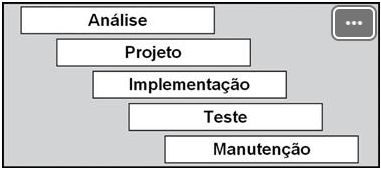 Análise
Projeto
Implementação
Teste
Manutenção